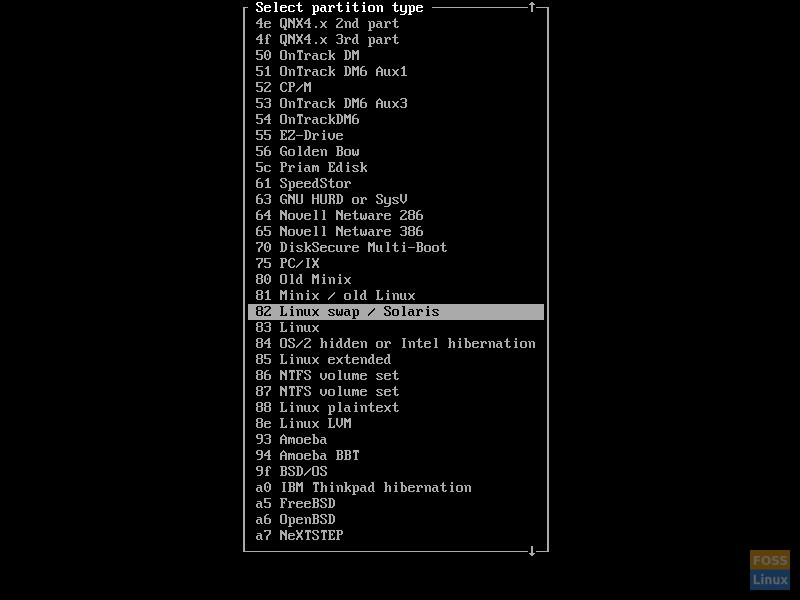 Select partition type
4e QNX4.x 2nd part
4f QNX4.x 3rd part
50 OnTrack DM
51 OnTrack DM6 Aux1
52 CP/M
53 OnTrack DM6 Aux3
54 OnTrackDM6
55 EZ-Drive
56 Golden Bow
5c Priam Edisk
61 SpeedStor
63 GNU HURD or SysV
64 Novell Netware 286
65 Novell Netware 386
70 DiskSecure Multi-Boot
75 PC/IX
80 Old Minix
81 Minix / old Linux
82 Linux swap / Solaris
83 Linux
84 OS/2 hidden or Intel hibernation
85 Linux extended
86 NTFS volume set
87 NTFS volume set
88 Linux plaintext
8e Linux LVM
93 Amoeba
94 Amoeba BBT
9f BSD/OS
a0 IBM Thinkpad hibernation
a5 FreeBSD
a6 OpenBSD
a7 NeXTSTEP
FOSS
Linux